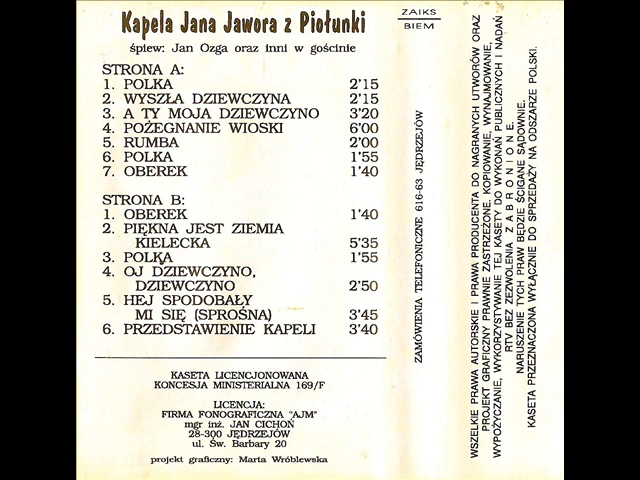 Kapela Jana Jawora z Piołunki
śpiew: Jan Ozga oraz inni w gościnie
STRONA A:
1. POLKA 2'15
2. WYSZŁA DZIEWCZYNA 2'15
3. A TY MOJA DZIEWCZYNO 3'20
4. POŻEGNANIE WIOSKI 6'00
5. RUMBA 2'00
6. POLKA 1'55
7. OBEREK 1'40
STRONA B:
1. OBEREK 1'40
2. PIĘKNA JEST ZIEMIA
KIELECKA 5'35
3. POLKA 1'55
4. OJ DZIEWCZYNO,
DZIEWCZYNO 2'50
5. HEJ SPODOBAŁY
MI SIĘ (SPROŚNA) 3'45
6. PRZEDSTAWIENIE KAPELI 3'40
KASETA LICENCJONOWANA
KONCESJA MINISTERIALNA 169/F
LICENCJA:
FIRMA FONOGRAFICZNA "AJM"
mgr inż. JAN CICHOŃ
28-300 JĘDRZEJÓW
ul. Św. Barbary 20
projekt graficzny: Marta Wróblewska
ZAIKS
BIEM
ZAMÓWIENIA TELEFONICZNE 616-63 JĘDRZEJÓW
WSZELKIE PRAWA AUTORSKIE I PRAWA PRODUCENTA DO NAGRANYCH UTWORÓW ORAZ
PROJEKT GRAFICZNY PRAWNIE ZASTRZEŻONE. KOPIOWANIE, WYNAJMOWANIE,
WYPOŻYCZANIE, WYKORZYSTYWANIE TEJ KASETY DO WYKONAŃ PUBLICZNYCH I NADAŃ
RTV BEZ ZEZWOLENIA ZABRONIONE.
NARUSZENIE TYCH PRAW BĘDZIE ŚCIGANE SĄDOWNIE.
KASETA PRZEZNACZONA WYŁĄCZNIE DO SPRZEDAŻY NA ODSZARZE POLSKI.